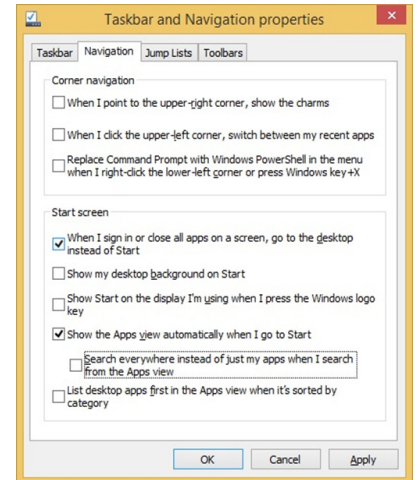 Taskbar and Navigation properties
Taskbar Navigation Jump Lists Toolbars
Corner navigation
When I point to the upper-right corner, show the charms
When I click the upper-left corner, switch between my recent apps
Replace Command Prompt with Windows PowerShell in the menu
when I right-click the lower-left corner or press Windows key+X
Start screen
When I sign in or close all apps on a screen, go to the desktop
instead of Start
Show my desktop background on Start
Show Start on the display I'm using when I press the Windows logo
key
Show the Apps view automatically when I go to Start
Search everywhere instead of just my apps when I search
from the Apps view
List desktop apps first in the Apps view when it's sorted by
category
OK Cancel Apply